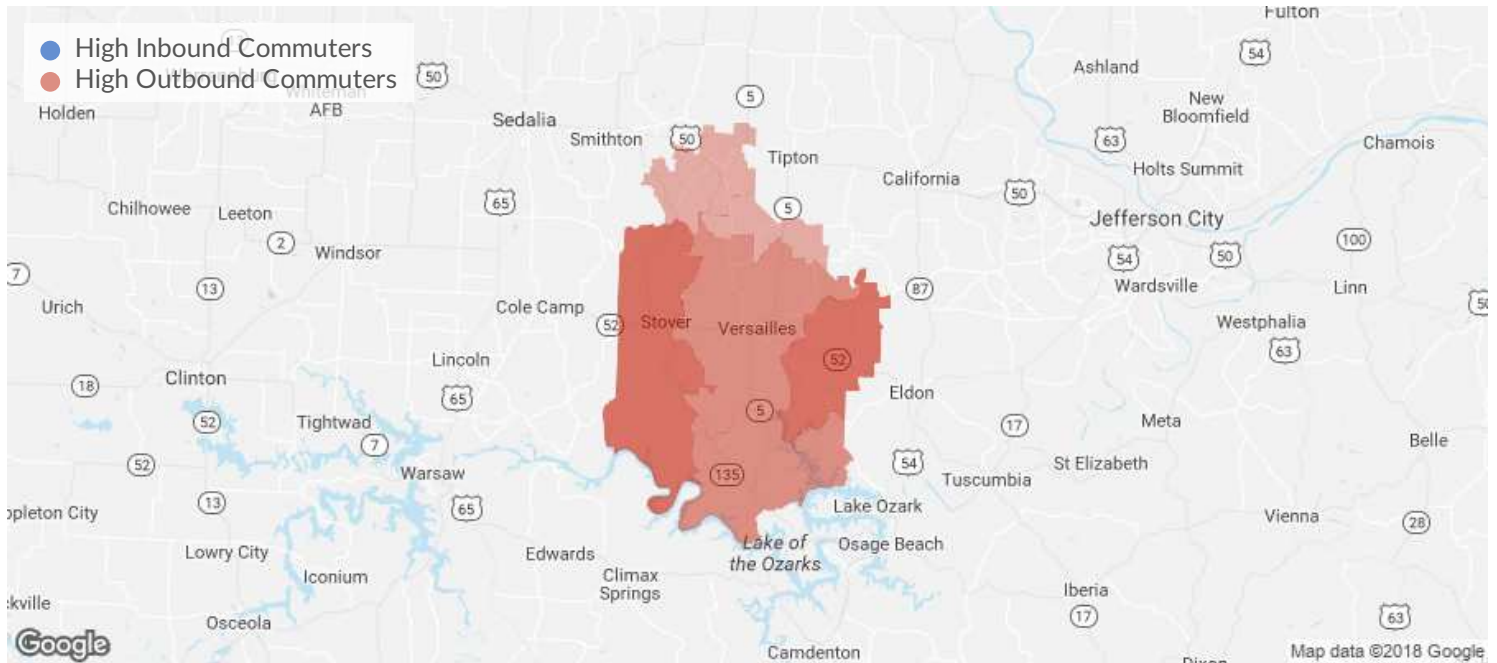 High Inbound Commuters
High Outbound Commuters
Fulton
54
50
Ashland
5
New
Bloomfield
Holden
AFB
Sedalia
Smithton
50
63
Chamois
Tipton
Holts Summit
California
50
65
Chilhowee
Leeton
5
Jefferson City
2
Windsor
54
50
100
7
13
87
Wardsville
Linn
Urich
Cole Camp
52
Stover
Versailles
Westphalia
63
Lincoln
52
Clinton
18
65
Eldon
5
52
Tightwad
7
17
Meta
Belle
52
Warsaw
135
54
St Elizabeth
Tuscumbia
13
65
Lake Ozark
Vienna
28
Lowry City
Edwards
Lake of
the Ozarks
Osage Beach
Iconium
Climax
Springs
Iberia
17
63
Osceola
Google
Camdenton
Map data ©2018 Google